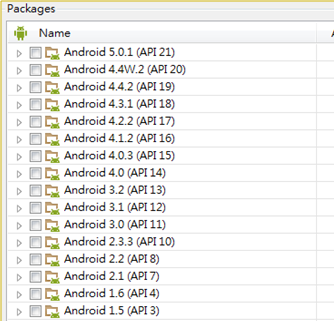 Packages
Name
Android 5.0.1 (API 21)
Android 4.4W.2 (API 20)
Android 4.4.2 (API 19)
Android 4.3.1 (API 18)
Android 4.2.2 (API 17)
Android 4.1.2 (API 16)
Android 4.0.3 (API 15)
Android 4.0 (API 14)
Android 3.2 (API 13)
Android 3.1 (API 12)
Android 3.0 (API 11)
Android 2.3.3 (API 10)
Android 2.2 (API 8)
Android 2.1 (API 7)
Android 1.6 (API 4)
Android 1.5 (API 3)